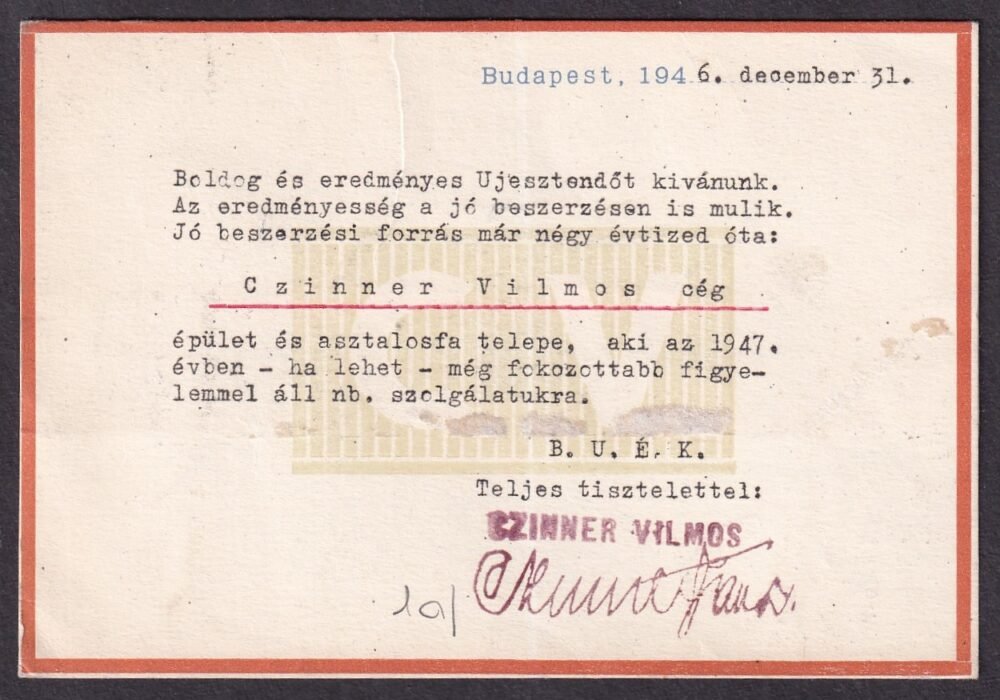 Budapest, 1946. december 31.
Boldog és eredményes Ujesztendőt kivánunk.
Az eredményesség a jó beszerzésen is mulik.
Jó beszerzési forrás már négy évtized óta:
Czinner Vilmos cég
épület és asztalosfa telepe, aki az 1947.
évben - ha lehet - még fokozottabb figye-
lemmel áll nb. szolgálatukra.
B. U. É. K.
Teljes tisztelettel:
CZINNER VILMOS